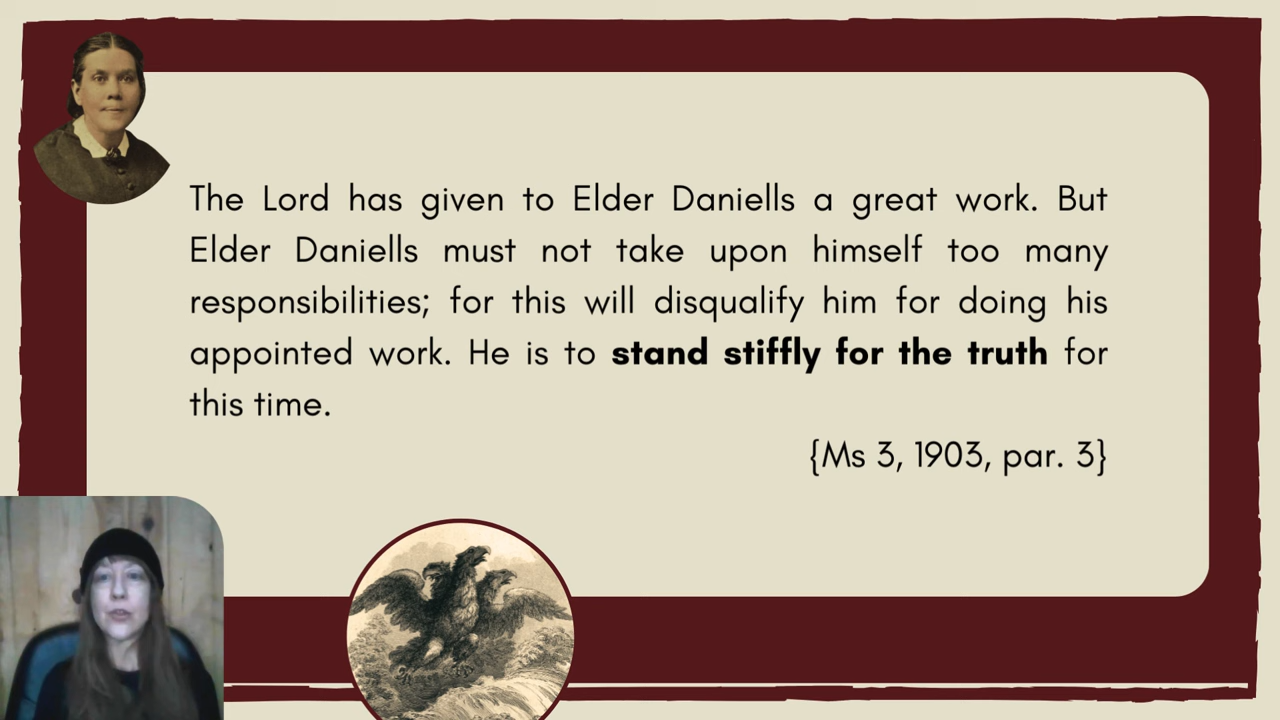 The Lord has given to Elder Daniells a great work. But
Elder Daniells must not take upon himself too many
responsibilities; for this will disqualify him for doing his
appointed work. He is to stand stiffly for the truth for
this time.
{Ms 3, 1903, par. 3}